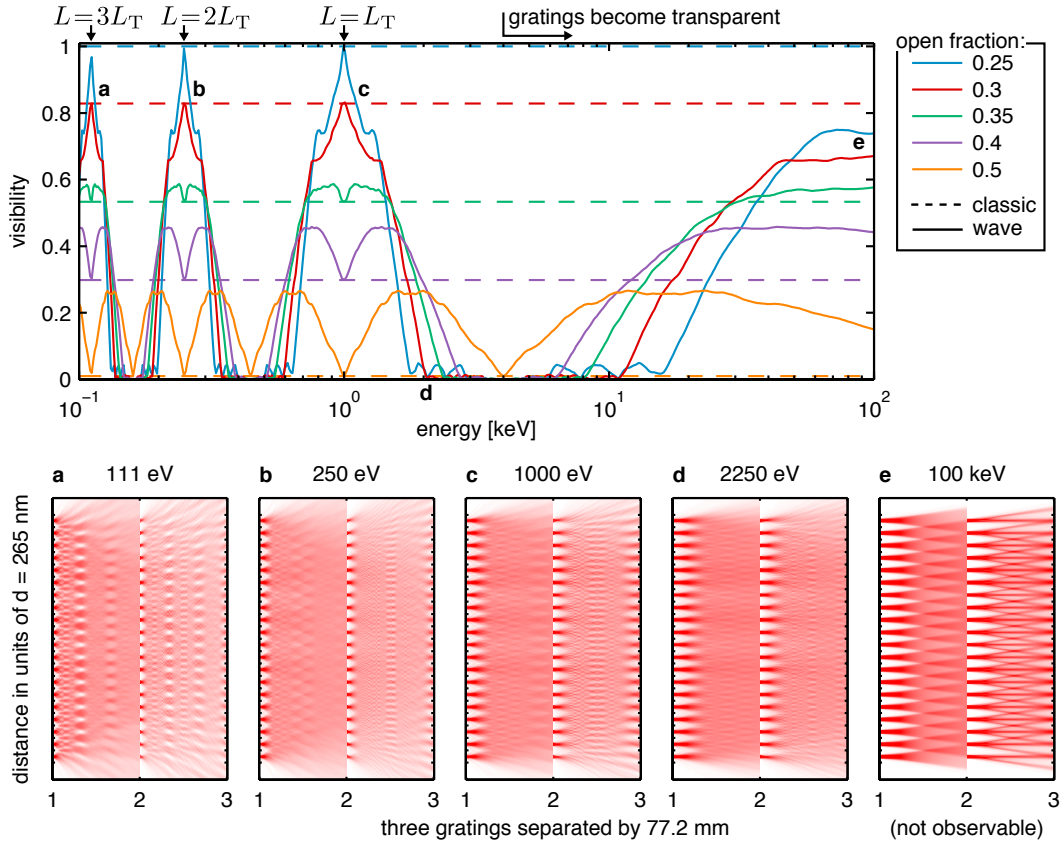 L=3L_T L=2L_T L=L_T gratings become transparent
open fraction:
0.25
0.3
0.35
0.4
0.5
classic
wave
1
0.8
0.6
0.4
0.2
0
visibility
a b c d e
10^-1 10^0 10^1 10^2
energy [keV]
a 111 eV b 250 eV c 1000 eV d 2250 eV e 100 keV
distance in units of d = 265 nm
1 2 3 1 2 3 1 2 3 1 2 3 1 2 3
three gratings separated by 77.2 mm (not observable)